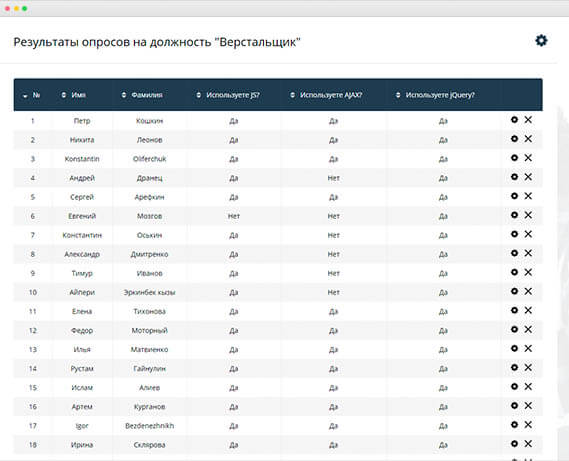 Результаты опросов на должность "Верстальщик"
№ Имя Фамилия Используете JS? Используете AJAX? Используете jQuery?
1 Петр Кошкин Да Да Да
2 Никита Леонов Да Да Да
3 Konstantin Oliferchuk Да Да Да
4 Андрей Дранец Да Нет Да
5 Сергей Арефкин Да Да Да
6 Евгений Мозгов Нет Нет Да
7 Константин Оськин Да Нет Да
8 Александр Дмитренко Да Нет Да
9 Тимур Иванов Да Нет Да
10 Айпери Эркинбек кызы Да Нет Да
11 Елена Тихонова Да Да Да
12 Федор Моторный Да Да Да
13 Илья Матвиенко Да Да Да
14 Рустам Гайнулин Да Да Да
15 Ислам Алиев Да Да Да
16 Артем Курганов Да Да Да
17 Igor Bezdenezhnikh Да Да Да
18 Ирина Склярова Да Да Да